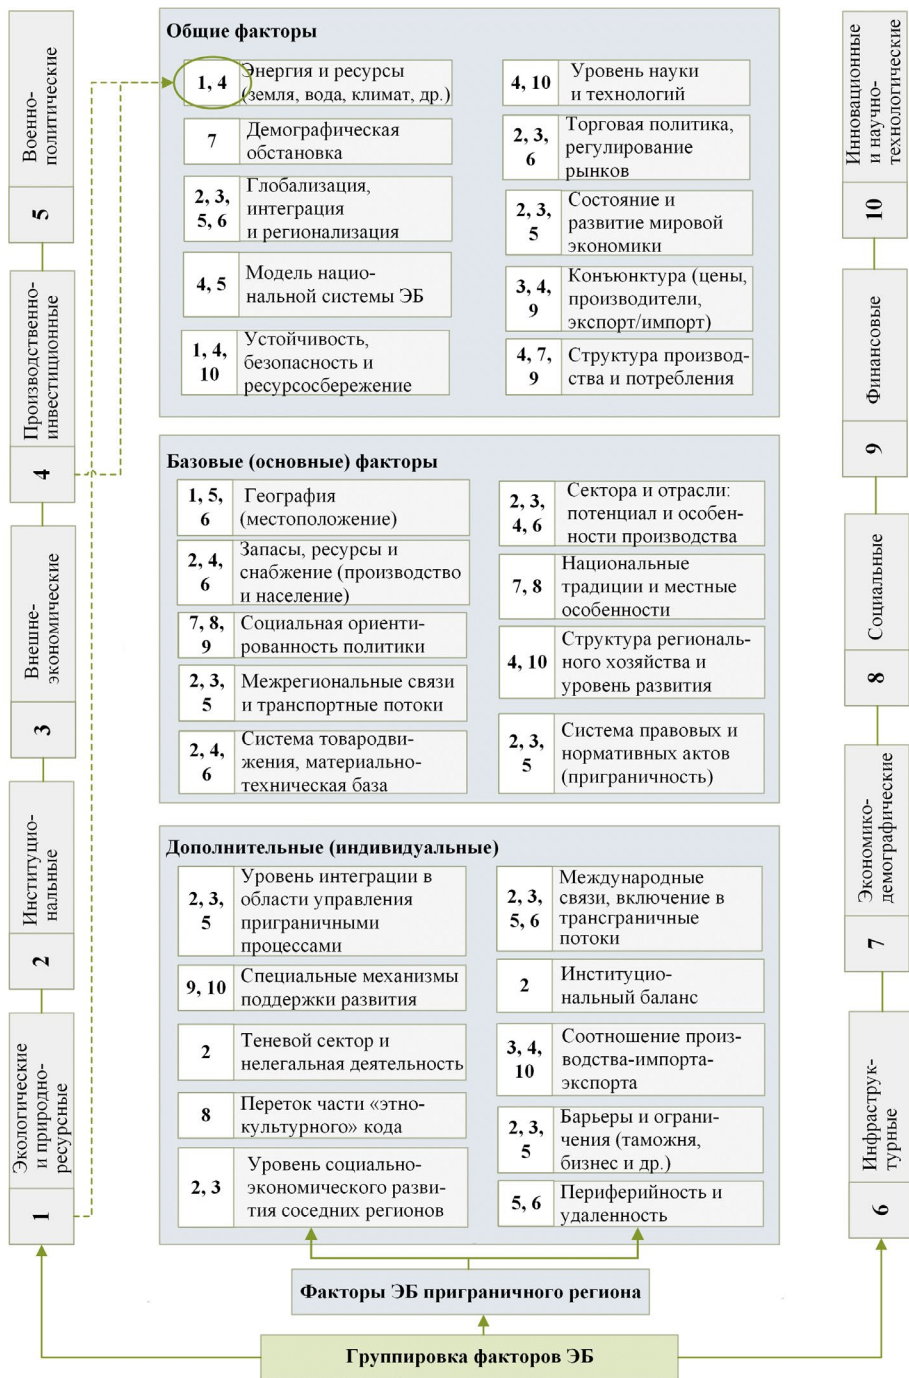 Военно-
политические
5
Производственно-
инвестиционные
4
Внешне-
экономические
3
Институцио-
нальные
2
Экологические
и природно-
ресурсные
1
Общие факторы
1, 4
Энергия и ресурсы
(земля, вода, климат, др.)
7
Демографическая
обстановка
2, 3,
5, 6
Глобализация,
интеграция
и регионализация
4, 5
Модель нацио-
нальной системы ЭБ
1, 4,
10
Устойчивость,
безопасность и
ресурсосбережение
4, 10
Уровень науки
и технологий
2, 3,
6
Торговая политика,
регулирование
рынков
2, 3,
5
Состояние и
развитие мировой
экономики
3, 4,
9
Конъюнктура (цены,
производители,
экспорт/импорт)
4, 7,
9
Структура производ-
ства и потребления
Базовые (основные) факторы
1, 5,
6
География
(местоположение)
2, 4,
6
Запасы, ресурсы и
снабжение (производство
и население)
7, 8,
9
Социальная ориенти-
рованность политики
2, 3,
5
Межрегиональные связи
и транспортные потоки
2, 4,
6
Система товародви-
жения, материально-
техническая база
2, 3,
4, 6
Сектора и отрасли:
потенциал и особен-
ности производства
7, 8
Национальные
традиции и местные
особенности
4, 10
Структура регионально-
го хозяйства и
уровень развития
2, 3,
5
Система правовых и
нормативных актов
(приграничность)
Дополнительные (индивидуальные)
2, 3,
5
Уровень интеграции в
области управления
приграничными
процессами
9, 10
Специальные механизмы
поддержки развития
2
Теневой сектор и
нелегальная деятельность
8
Переток части «этно-
культурного» кода
2, 3
Уровень социально-
экономического разви-
тия соседних регионов
2, 3,
5, 6
Международные
связи, включение в
трансграничные
потоки
2
Институцио-
нальный баланс
3, 4,
10
Соотношение произ-
водства-импорта-
экспорта
2, 3,
5
Барьеры и ограни-
чения (таможня,
бизнес и др.)
5, 6
Периферийность и
удаленность
Инновационные
и научно-
технологические
10
Финансовые
9
Социальные
8
Экономико-
демографические
7
Инфраструк-
турные
6
Факторы ЭБ приграничного региона
Группировка факторов ЭБ